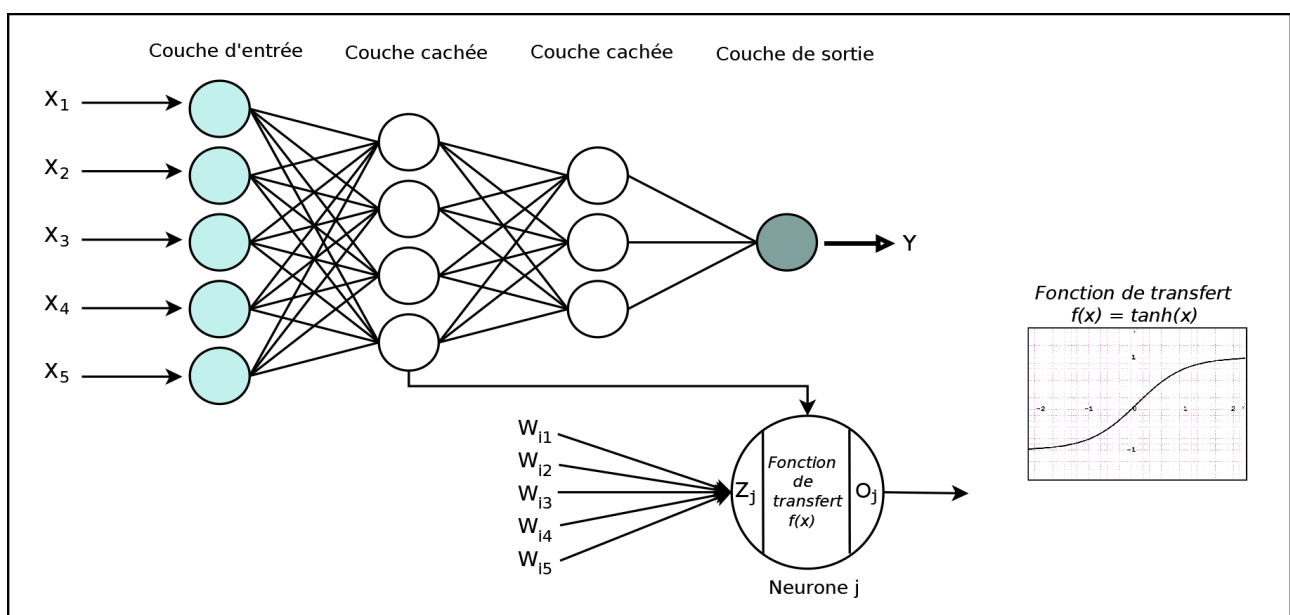 Couche d'entrée
Couche cachée
Couche cachée
Couche de sortie
X1
X2
X3
X4
X5
Y
Fonction de transfert
f(x) = tanh(x)
1
-2
-1
0
1
2
-1
Wi1
Wi2
Wi3
Wi4
Wi5
Zj
Fonction
de
transfert
f(x)
Oj
Neurone j